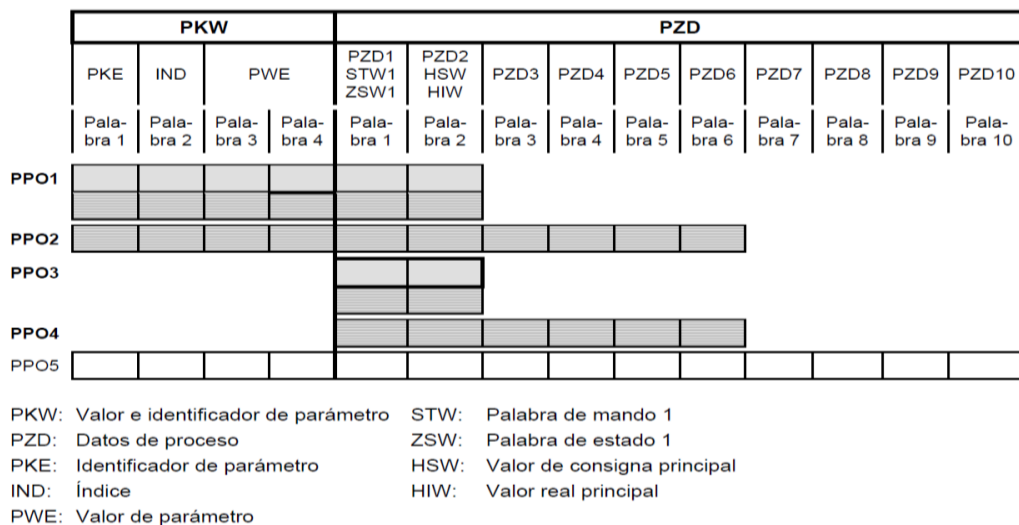 PKW PZD
PKE IND PWE PZD1 STW1 ZSW1 PZD2 HSW HIW PZD3 PZD4 PZD5 PZD6 PZD7 PZD8 PZD9 PZD10
Pala-bra 1 Pala-bra 2 Pala-bra 3 Pala-bra 4 Pala-bra 1 Pala-bra 2 Pala-bra 3 Pala-bra 4 Pala-bra 5 Pala-bra 6 Pala-bra 7 Pala-bra 8 Pala-bra 9 Pala-bra 10
PPO1
PPO2
PPO3
PPO4
PPO5
PKW: Valor e identificador de parámetro STW: Palabra de mando 1
PZD: Datos de proceso ZSW: Palabra de estado 1
PKE: Identificador de parámetro HSW: Valor de consigna principal
IND: Índice HIW: Valor real principal
PWE: Valor de parámetro